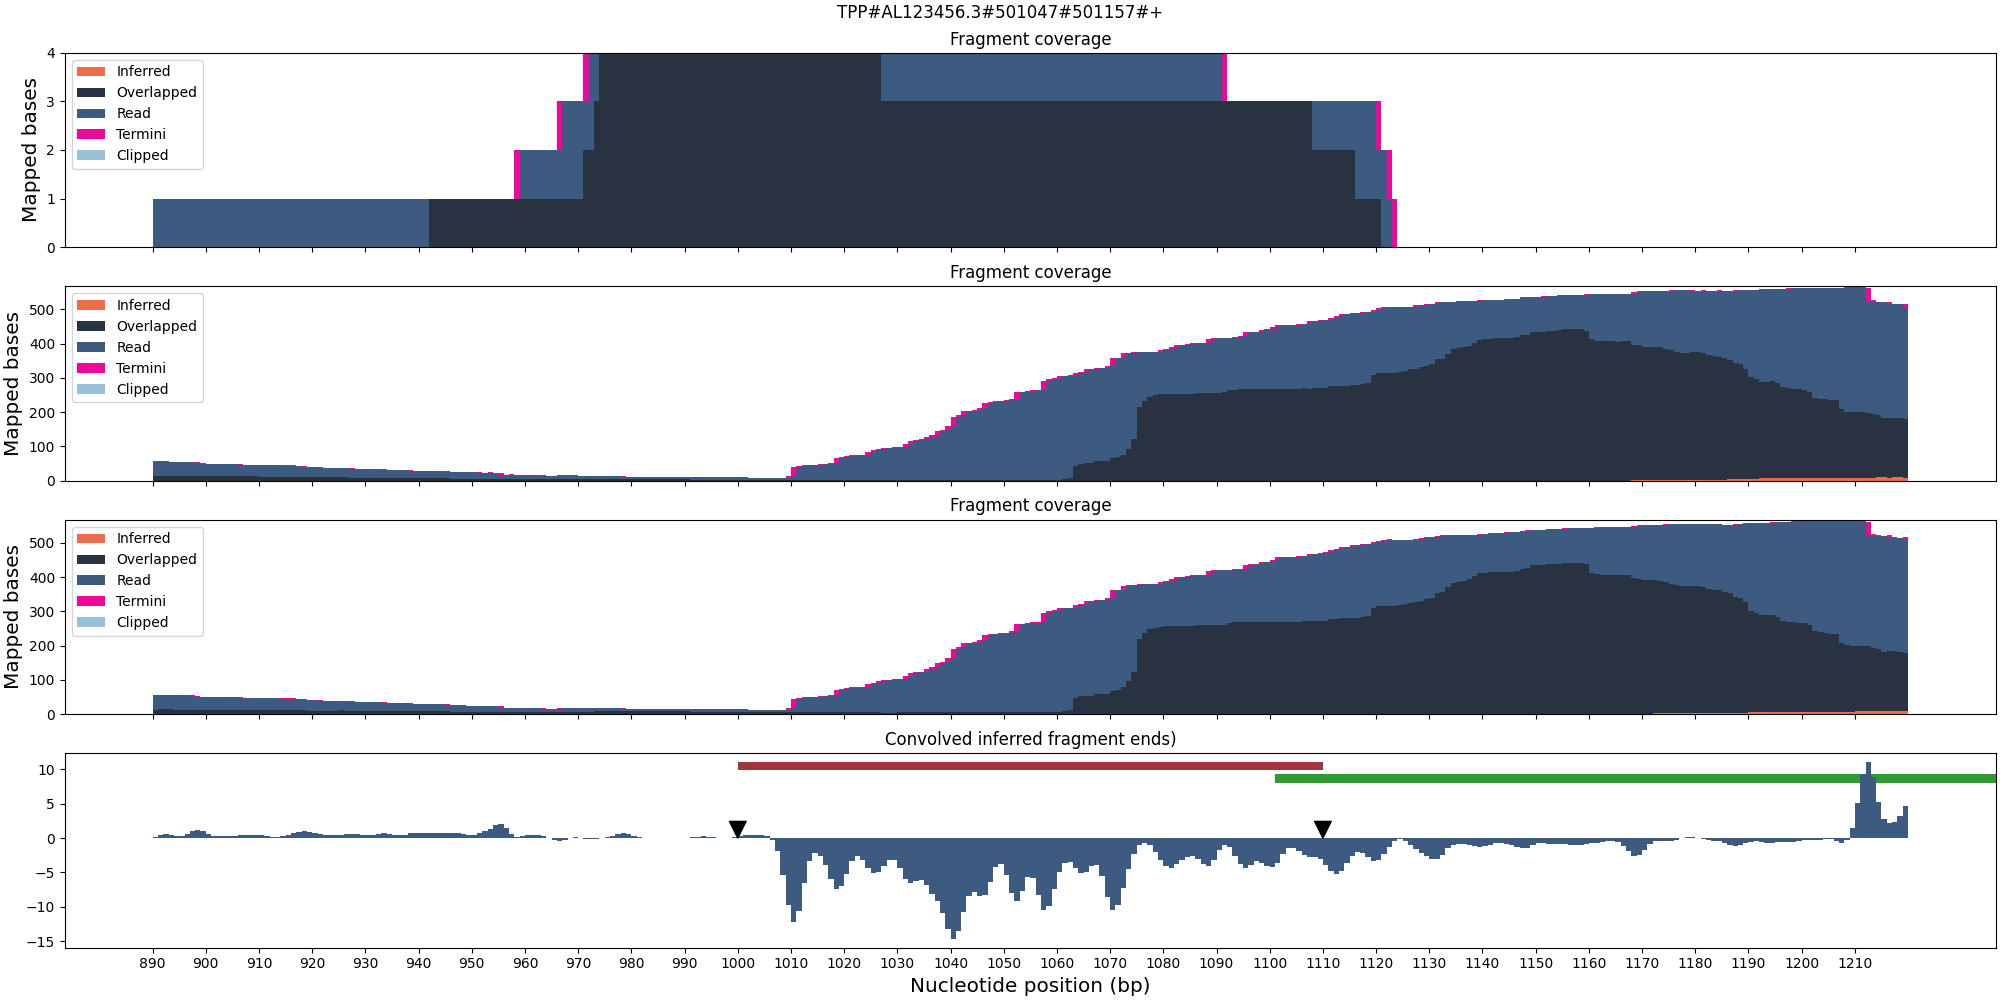 TPP#AL123456.3#501047#501157#+
Fragment coverage
Mapped bases
4
3
2
1
0
Inferred
Overlapped
Read
Termini
Clipped
Fragment coverage
Mapped bases
500
400
300
200
100
0
Inferred
Overlapped
Read
Termini
Clipped
Fragment coverage
Mapped bases
500
400
300
200
100
0
Inferred
Overlapped
Read
Termini
Clipped
Convolved inferred fragment ends)
10
5
0
−5
−10
−15
890 900 910 920 930 940 950 960 970 980 990 1000 1010 1020 1030 1040 1050 1060 1070 1080 1090 1100 1110 1120 1130 1140 1150 1160 1170 1180 1190 1200 1210
Nucleotide position (bp)